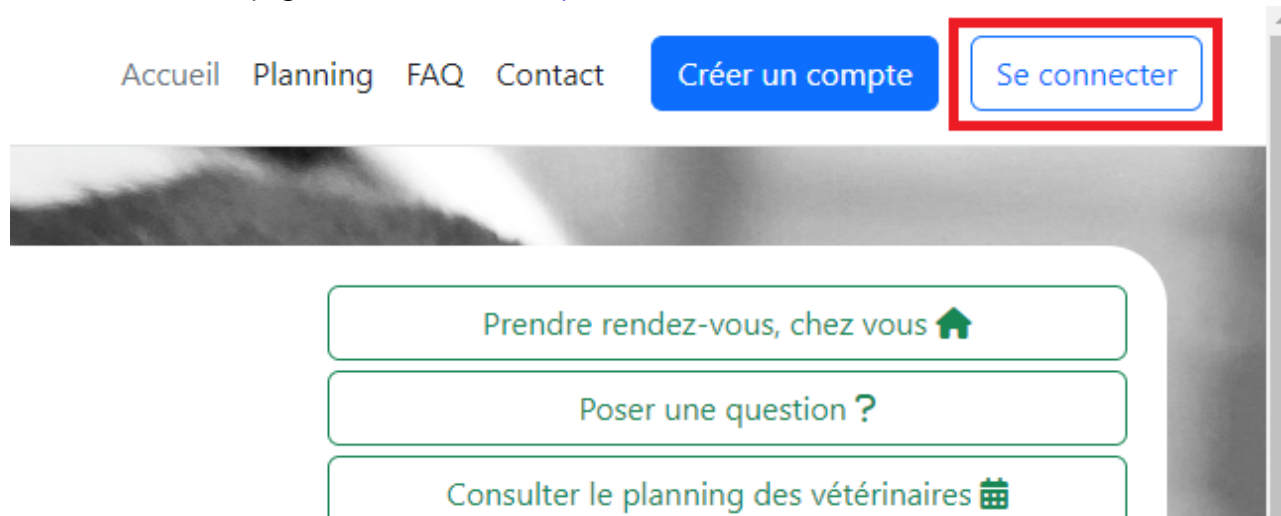 Accueil Planning FAQ Contact Créer un compte Se connecter
Prendre rendez-vous, chez vous
Poser une question ?
Consulter le planning des vétérinaires